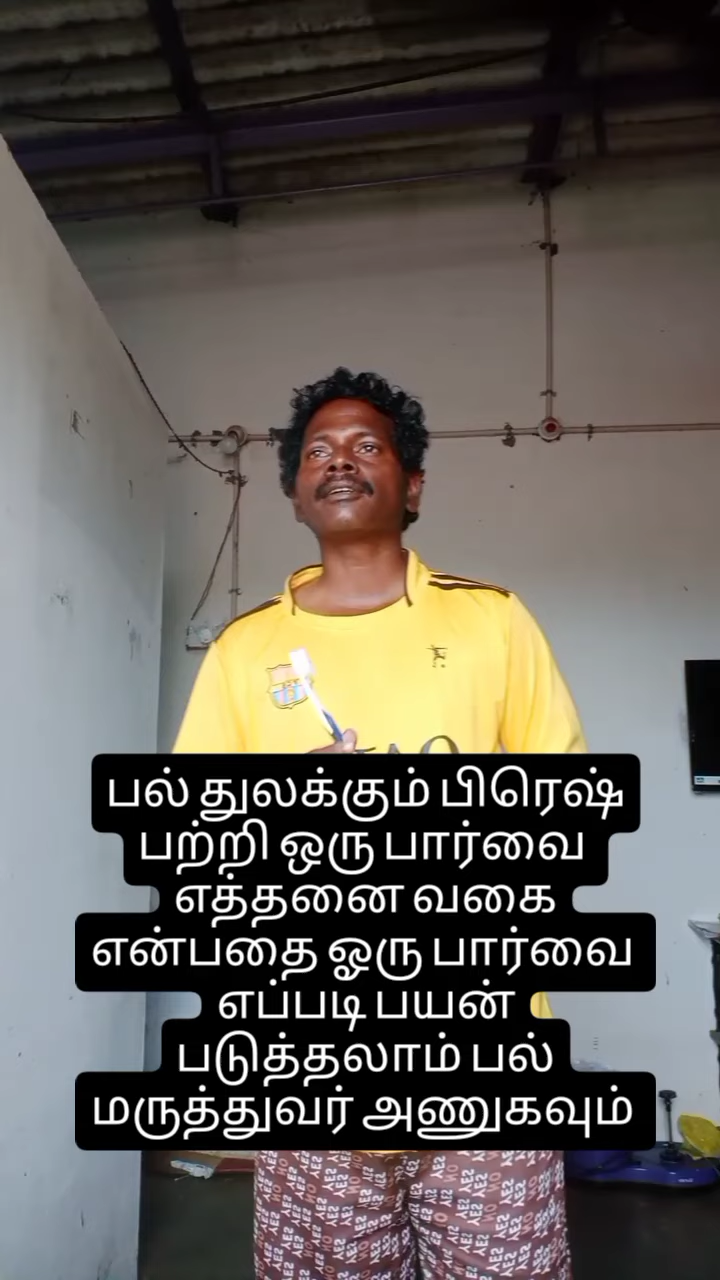 பல் துலக்கும் பிரெஷ்
பற்றி ஒரு பார்வை
எத்தனை வகை
என்பதை ஓரு பார்வை
எப்படி பயன்
படுத்தலாம் பல்
மருத்துவர் அணுகவும்